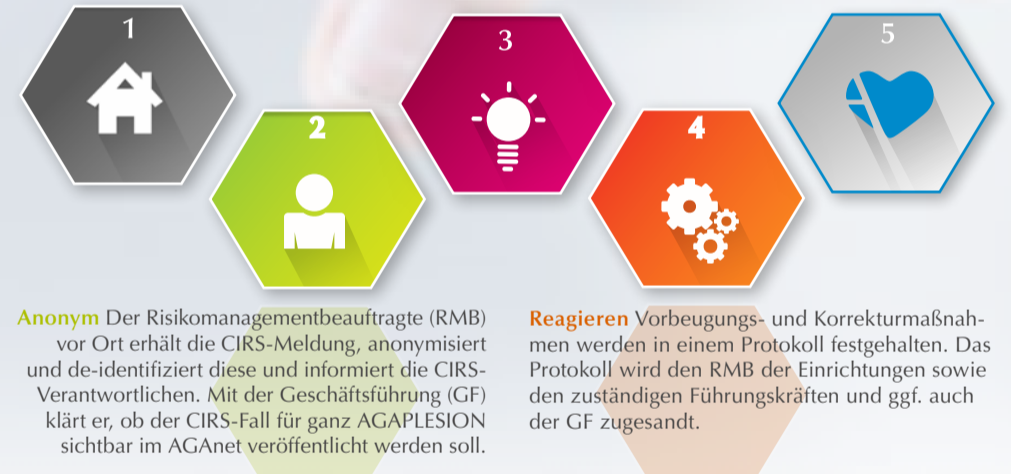 1
2
3
4
5
Anonym Der Risikomanagementbeauftragte (RMB)
vor Ort erhält die CIRS-Meldung, anonymisiert
und de-identifiziert diese und informiert die CIRS-
Verantwortlichen. Mit der Geschäftsführung (GF)
klärt er, ob der CIRS-Fall für ganz AGAPLESION
sichtbar im AGAnet veröffentlicht werden soll.
Reagieren Vorbeugungs- und Korrekturmaßnah-
men werden in einem Protokoll festgehalten. Das
Protokoll wird den RMB der Einrichtungen sowie
den zuständigen Führungskräften und ggf. auch
der GF zugesandt.